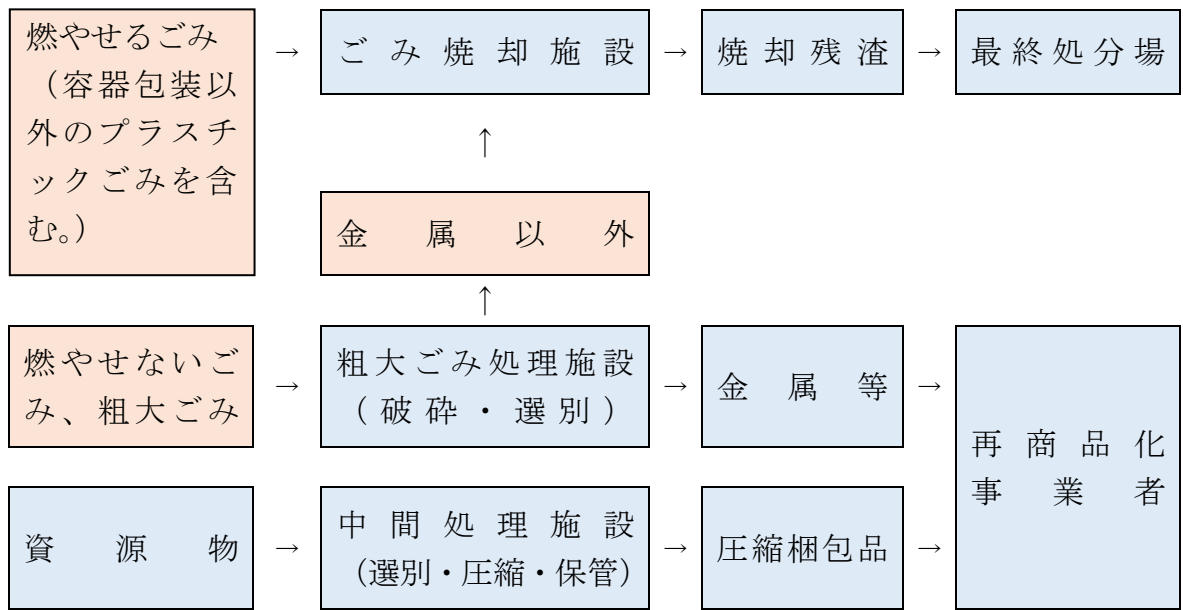 燃やせるごみ
（容器包装以
外のプラスチ
ックごみを含
む。）
→
ごみ焼却施設
→
焼却残渣
→
最終処分場
↑
金属以外
↑
燃やせないご
み、粗大ごみ
→
粗大ごみ処理施設
（破砕・選別）
→
金属等
→
再商品化
事業者
資源物
→
中間処理施設
（選別・圧縮・保管）
→
圧縮梱包品
→